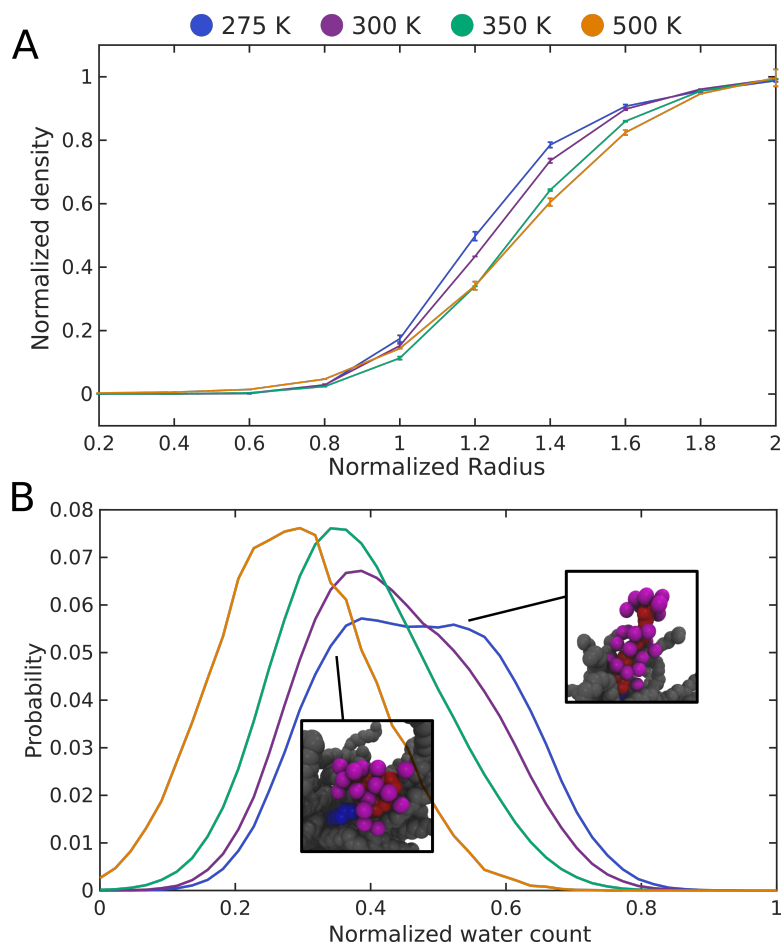 275 K 300 K 350 K 500 K
A
Normalized density
1
0.8
0.6
0.4
0.2
0
0.2 0.4 0.6 0.8 1 1.2 1.4 1.6 1.8 2
Normalized Radius
B
Probability
0.08
0.07
0.06
0.05
0.04
0.03
0.02
0.01
0
0 0.2 0.4 0.6 0.8 1
Normalized water count